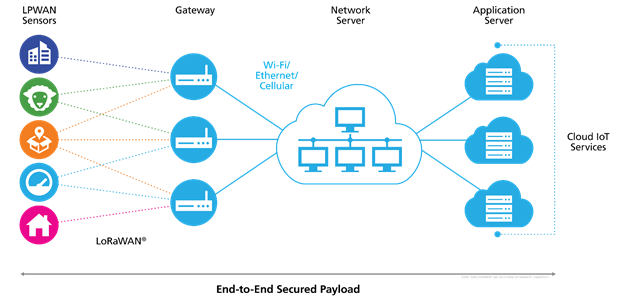 LPWAN
Sensors
Gateway
Network
Server
Application
Server
Wi-Fi/
Ethernet/
Cellular
Cloud IoT
Services
LoRaWAN®
End-to-End Secured Payload